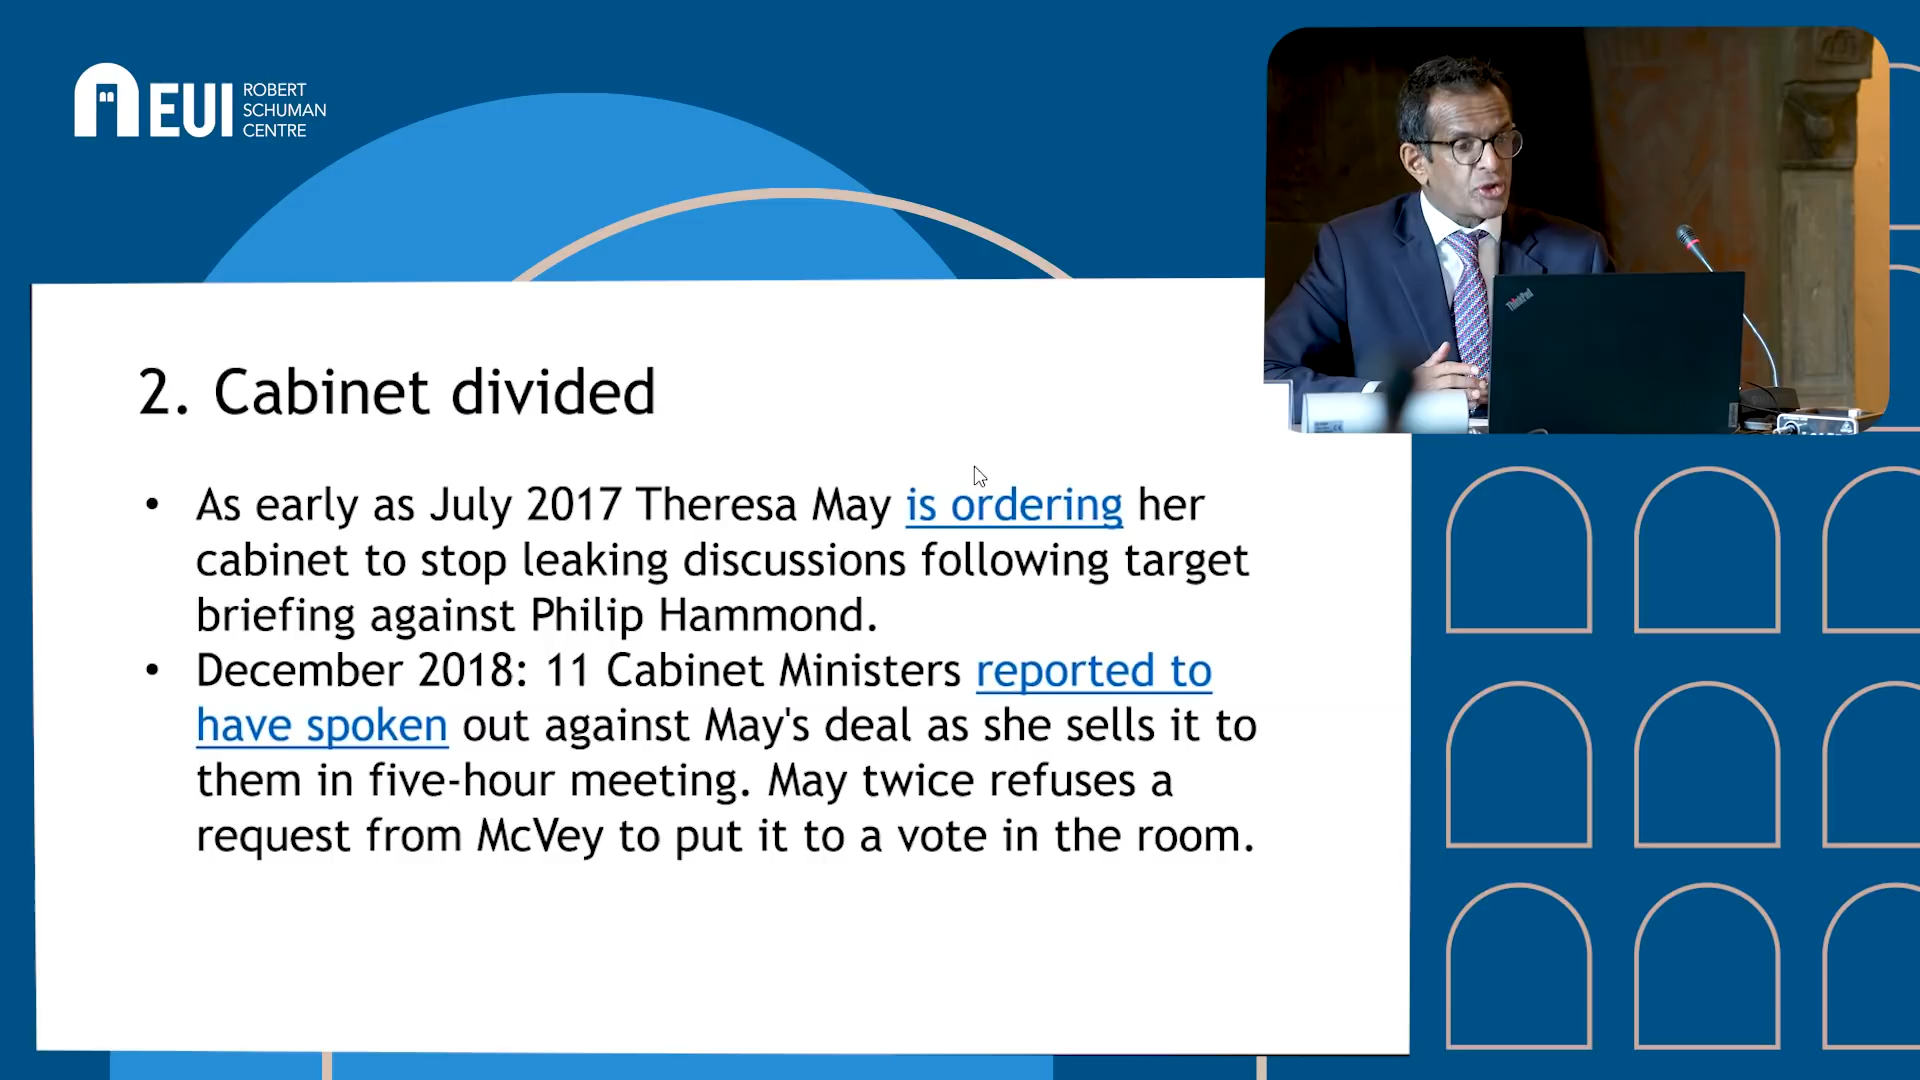 EUI
ROBERT
SCHUMAN
CENTRE
ThinkPad
2. Cabinet divided
• As early as July 2017 Theresa May is ordering her
cabinet to stop leaking discussions following target
briefing against Philip Hammond.
• December 2018: 11 Cabinet Ministers reported to
have spoken out against May's deal as she sells it to
them in five-hour meeting. May twice refuses a
request from McVey to put it to a vote in the room.